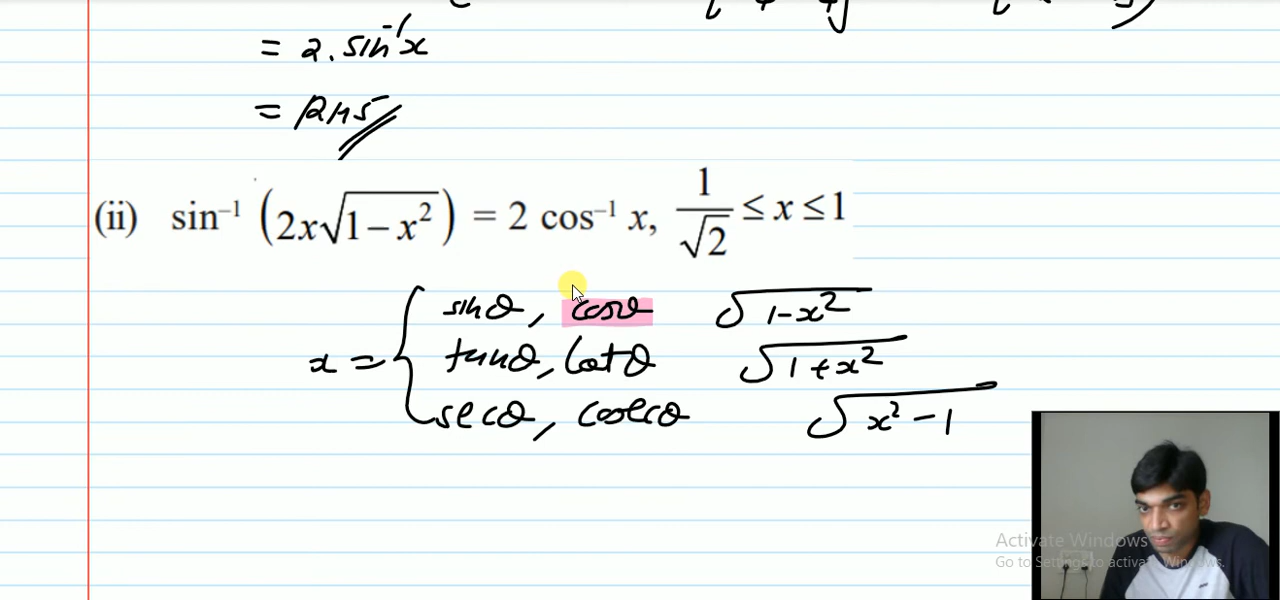 = 2. sin⁻¹x
= RHS
(ii) sin⁻¹ (2x√(1−x²)) = 2 cos⁻¹ x, 1/√2 ≤ x ≤ 1
sinθ, cosθ √(1-x²)
x = { tanθ, cotθ √(1+x²)
secθ, cosecθ √(x²-1)
Activate Windows
Go to Settings to activate Windows.